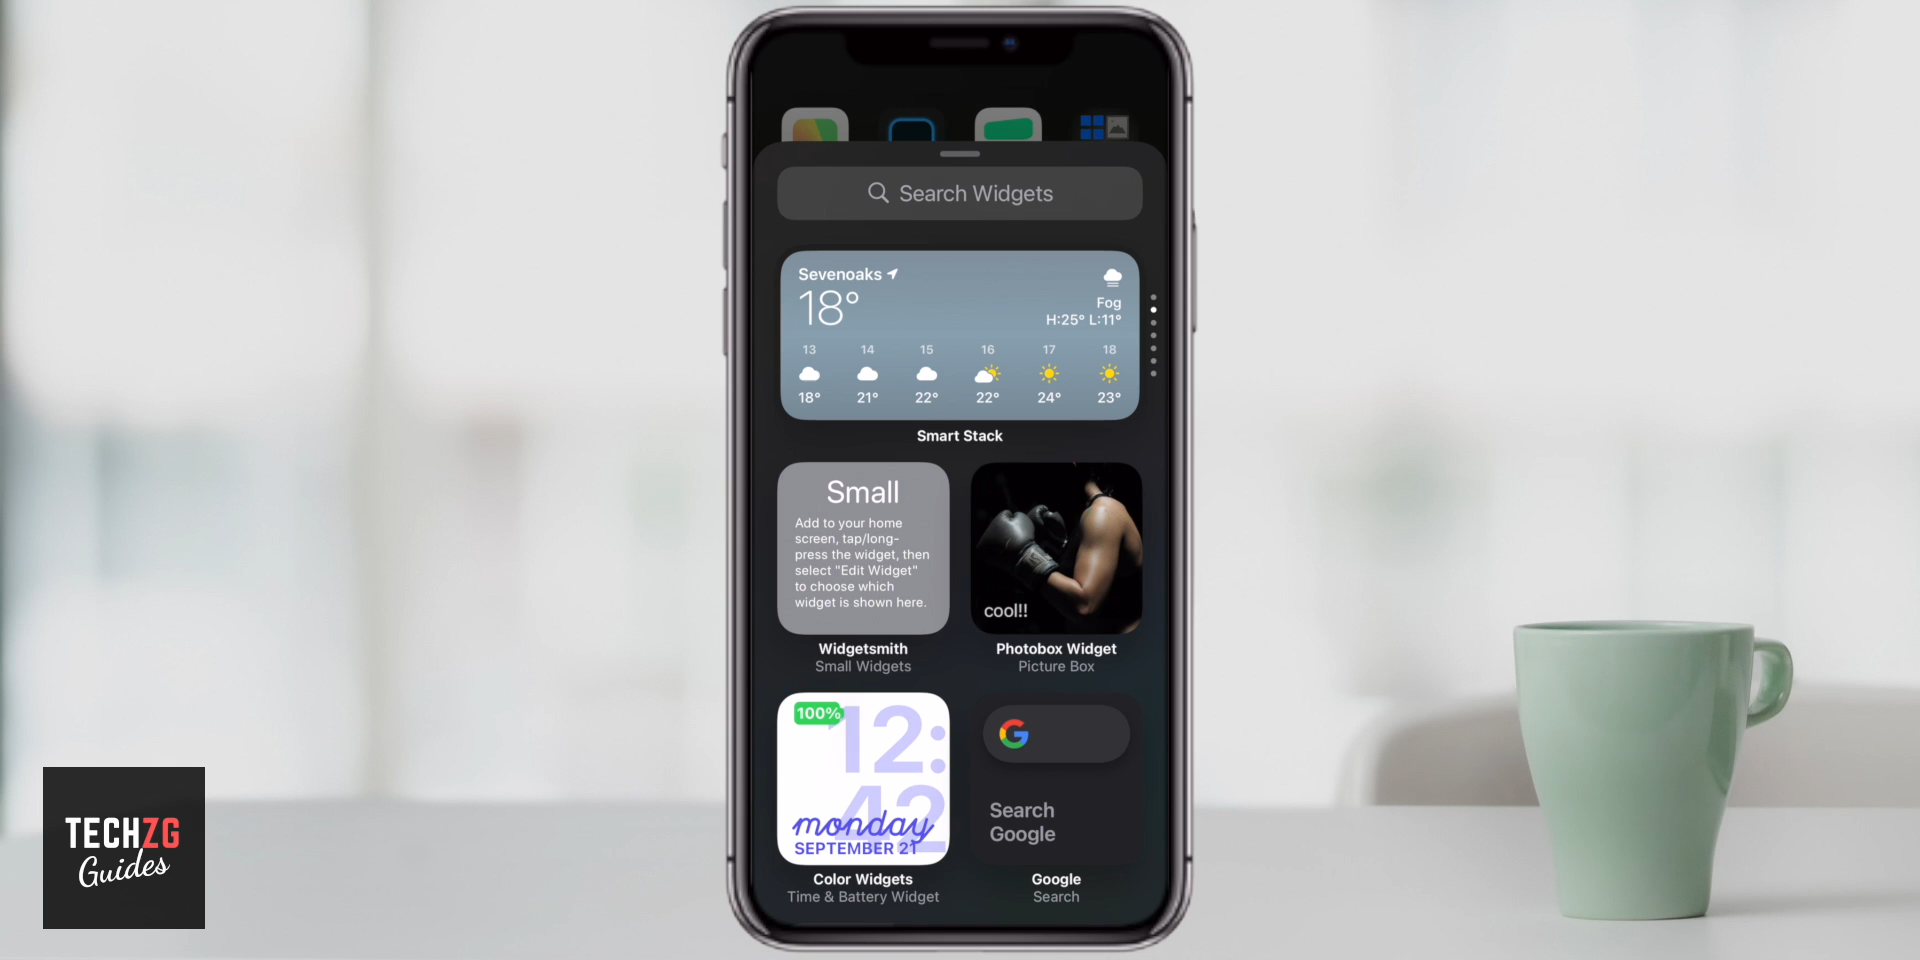 Search Widgets
Sevenoaks
18°
Fog
H:25° L:11°
13 14 15 16 17 18
18° 21° 22° 22° 24° 23°
Smart Stack
Small
Add to your home
screen, tap/long-
press the widget, then
select "Edit Widget"
to choose which
widget is shown here.
Widgetsmith
Small Widgets
cool!!
Photobox Widget
Picture Box
100%
12:
42
monday
SEPTEMBER 21
Color Widgets
Time & Battery Widget
G
Search
Google
Google
Search
TECHZG
Guides